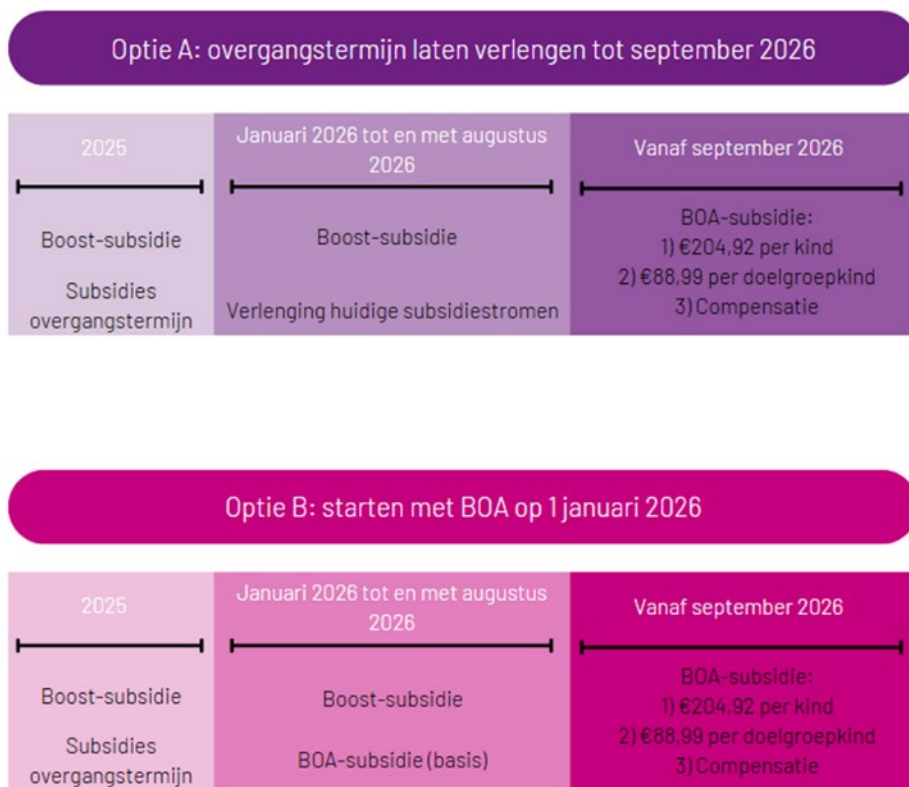 Optie A: overgangstermijn laten verlengen tot september 2026
2025
Januari 2026 tot en met augustus
2026
Vanaf september 2026
Boost-subsidie
Subsidies
overgangstermijn
Boost-subsidie
Verlenging huidige subsidiestromen
BOA-subsidie:
1) €204,92 per kind
2) €88,99 per doelgroepkind
3) Compensatie
Optie B: starten met BOA op 1 januari 2026
2025
Januari 2026 tot en met augustus
2026
Vanaf september 2026
Boost-subsidie
Subsidies
overgangstermijn
Boost-subsidie
BOA-subsidie (basis)
BOA-subsidie:
1) €204,92 per kind
2) €88,99 per doelgroepkind
3) Compensatie